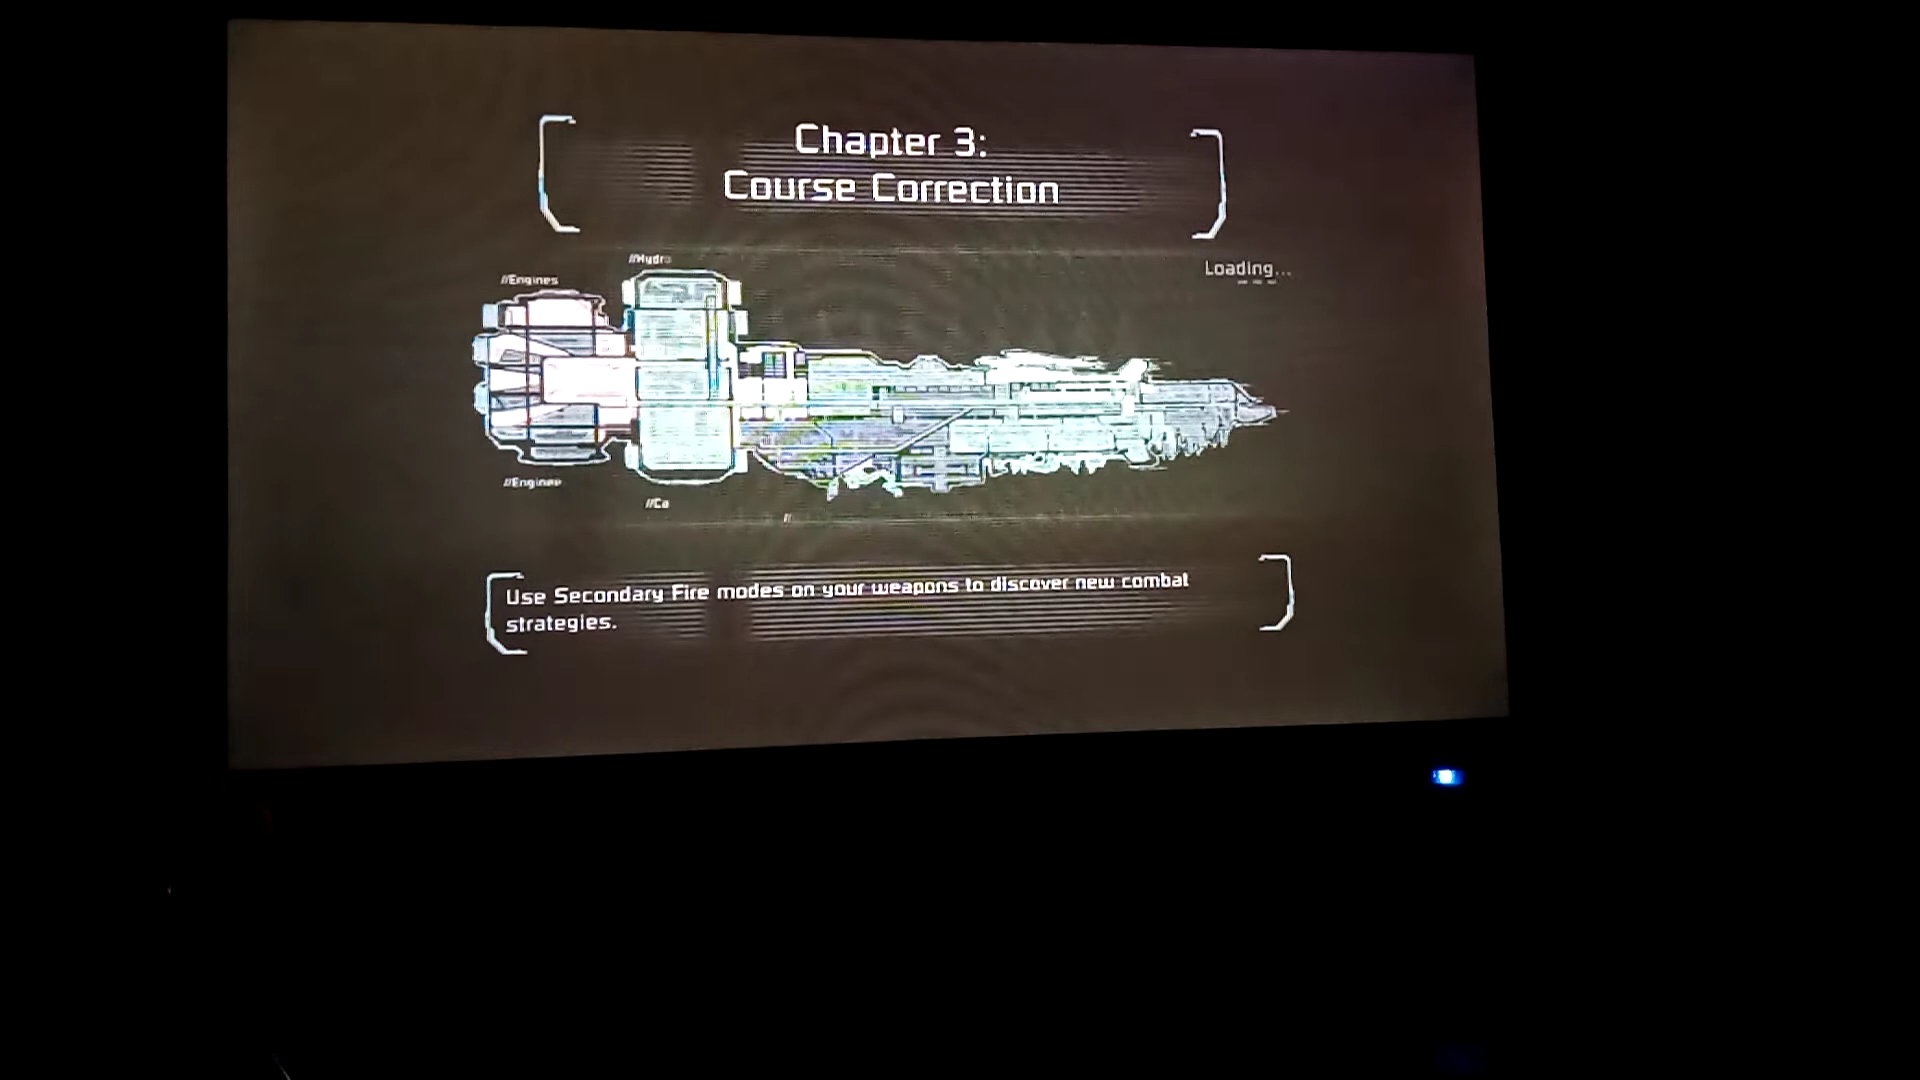 Chapter 3:
Course Correction
Loading...
//Hydro
//Engines
//Engines
//Ca
//
Use Secondary Fire modes on your weapons to discover new combat
strategies.